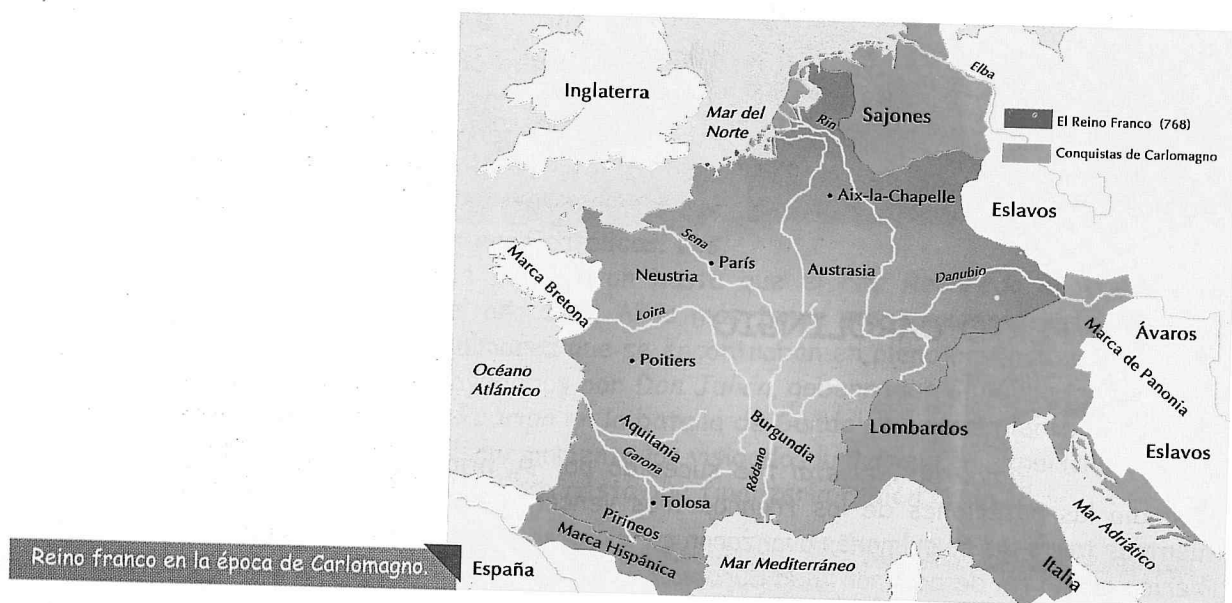 Inglaterra
Mar del
Norte
Rin
Sajones
Elba
El Reino Franco (768)
Conquistas de Carlomagno
Aix-la-Chapelle
Eslavos
Sena
París
Neustria
Austrasia
Danubio
Marca Bretona
Loira
Poitiers
Océano
Atlántico
Ávaros
Marca de Panonia
Aquitania
Burgundia
Lombardos
Eslavos
Garona
Ródano
Tolosa
Pirineos
Marca Hispánica
España
Mar Mediterráneo
Mar Adriático
Italia
Reino franco en la época de Carlomagno.